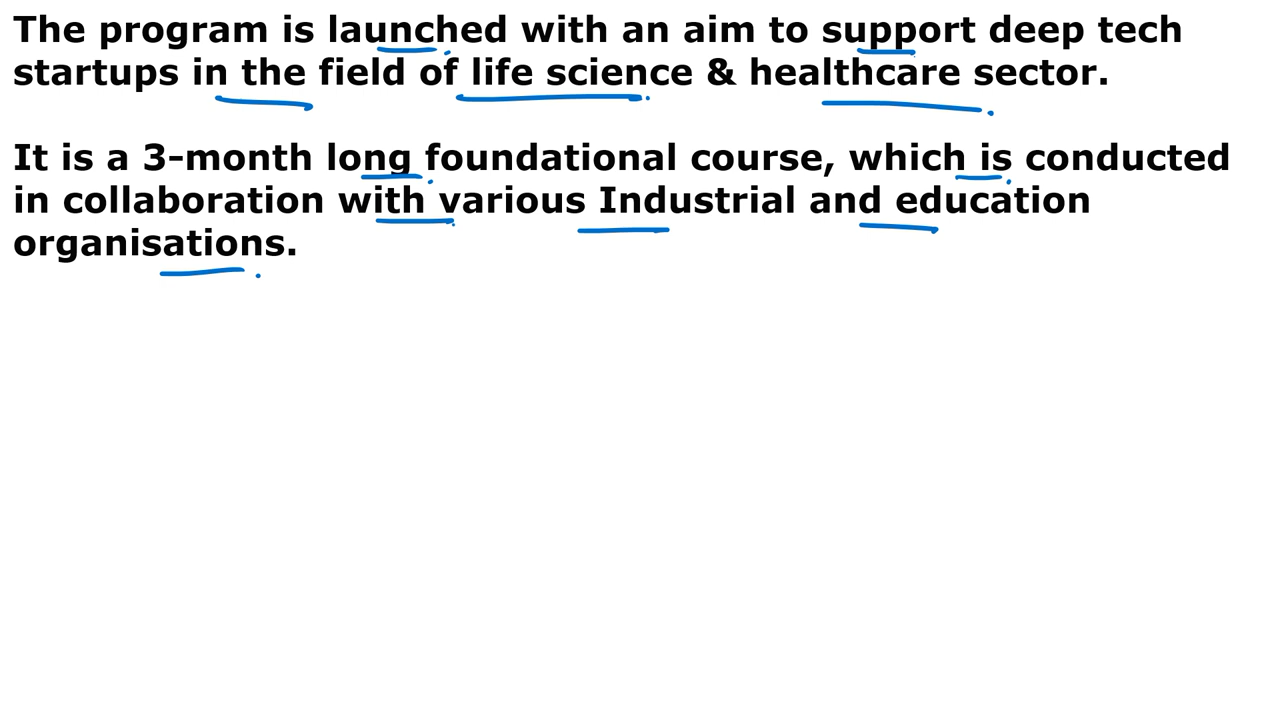 The program is launched with an aim to support deep tech
startups in the field of life science & healthcare sector.
It is a 3-month long foundational course, which is conducted
in collaboration with various Industrial and education
organisations.